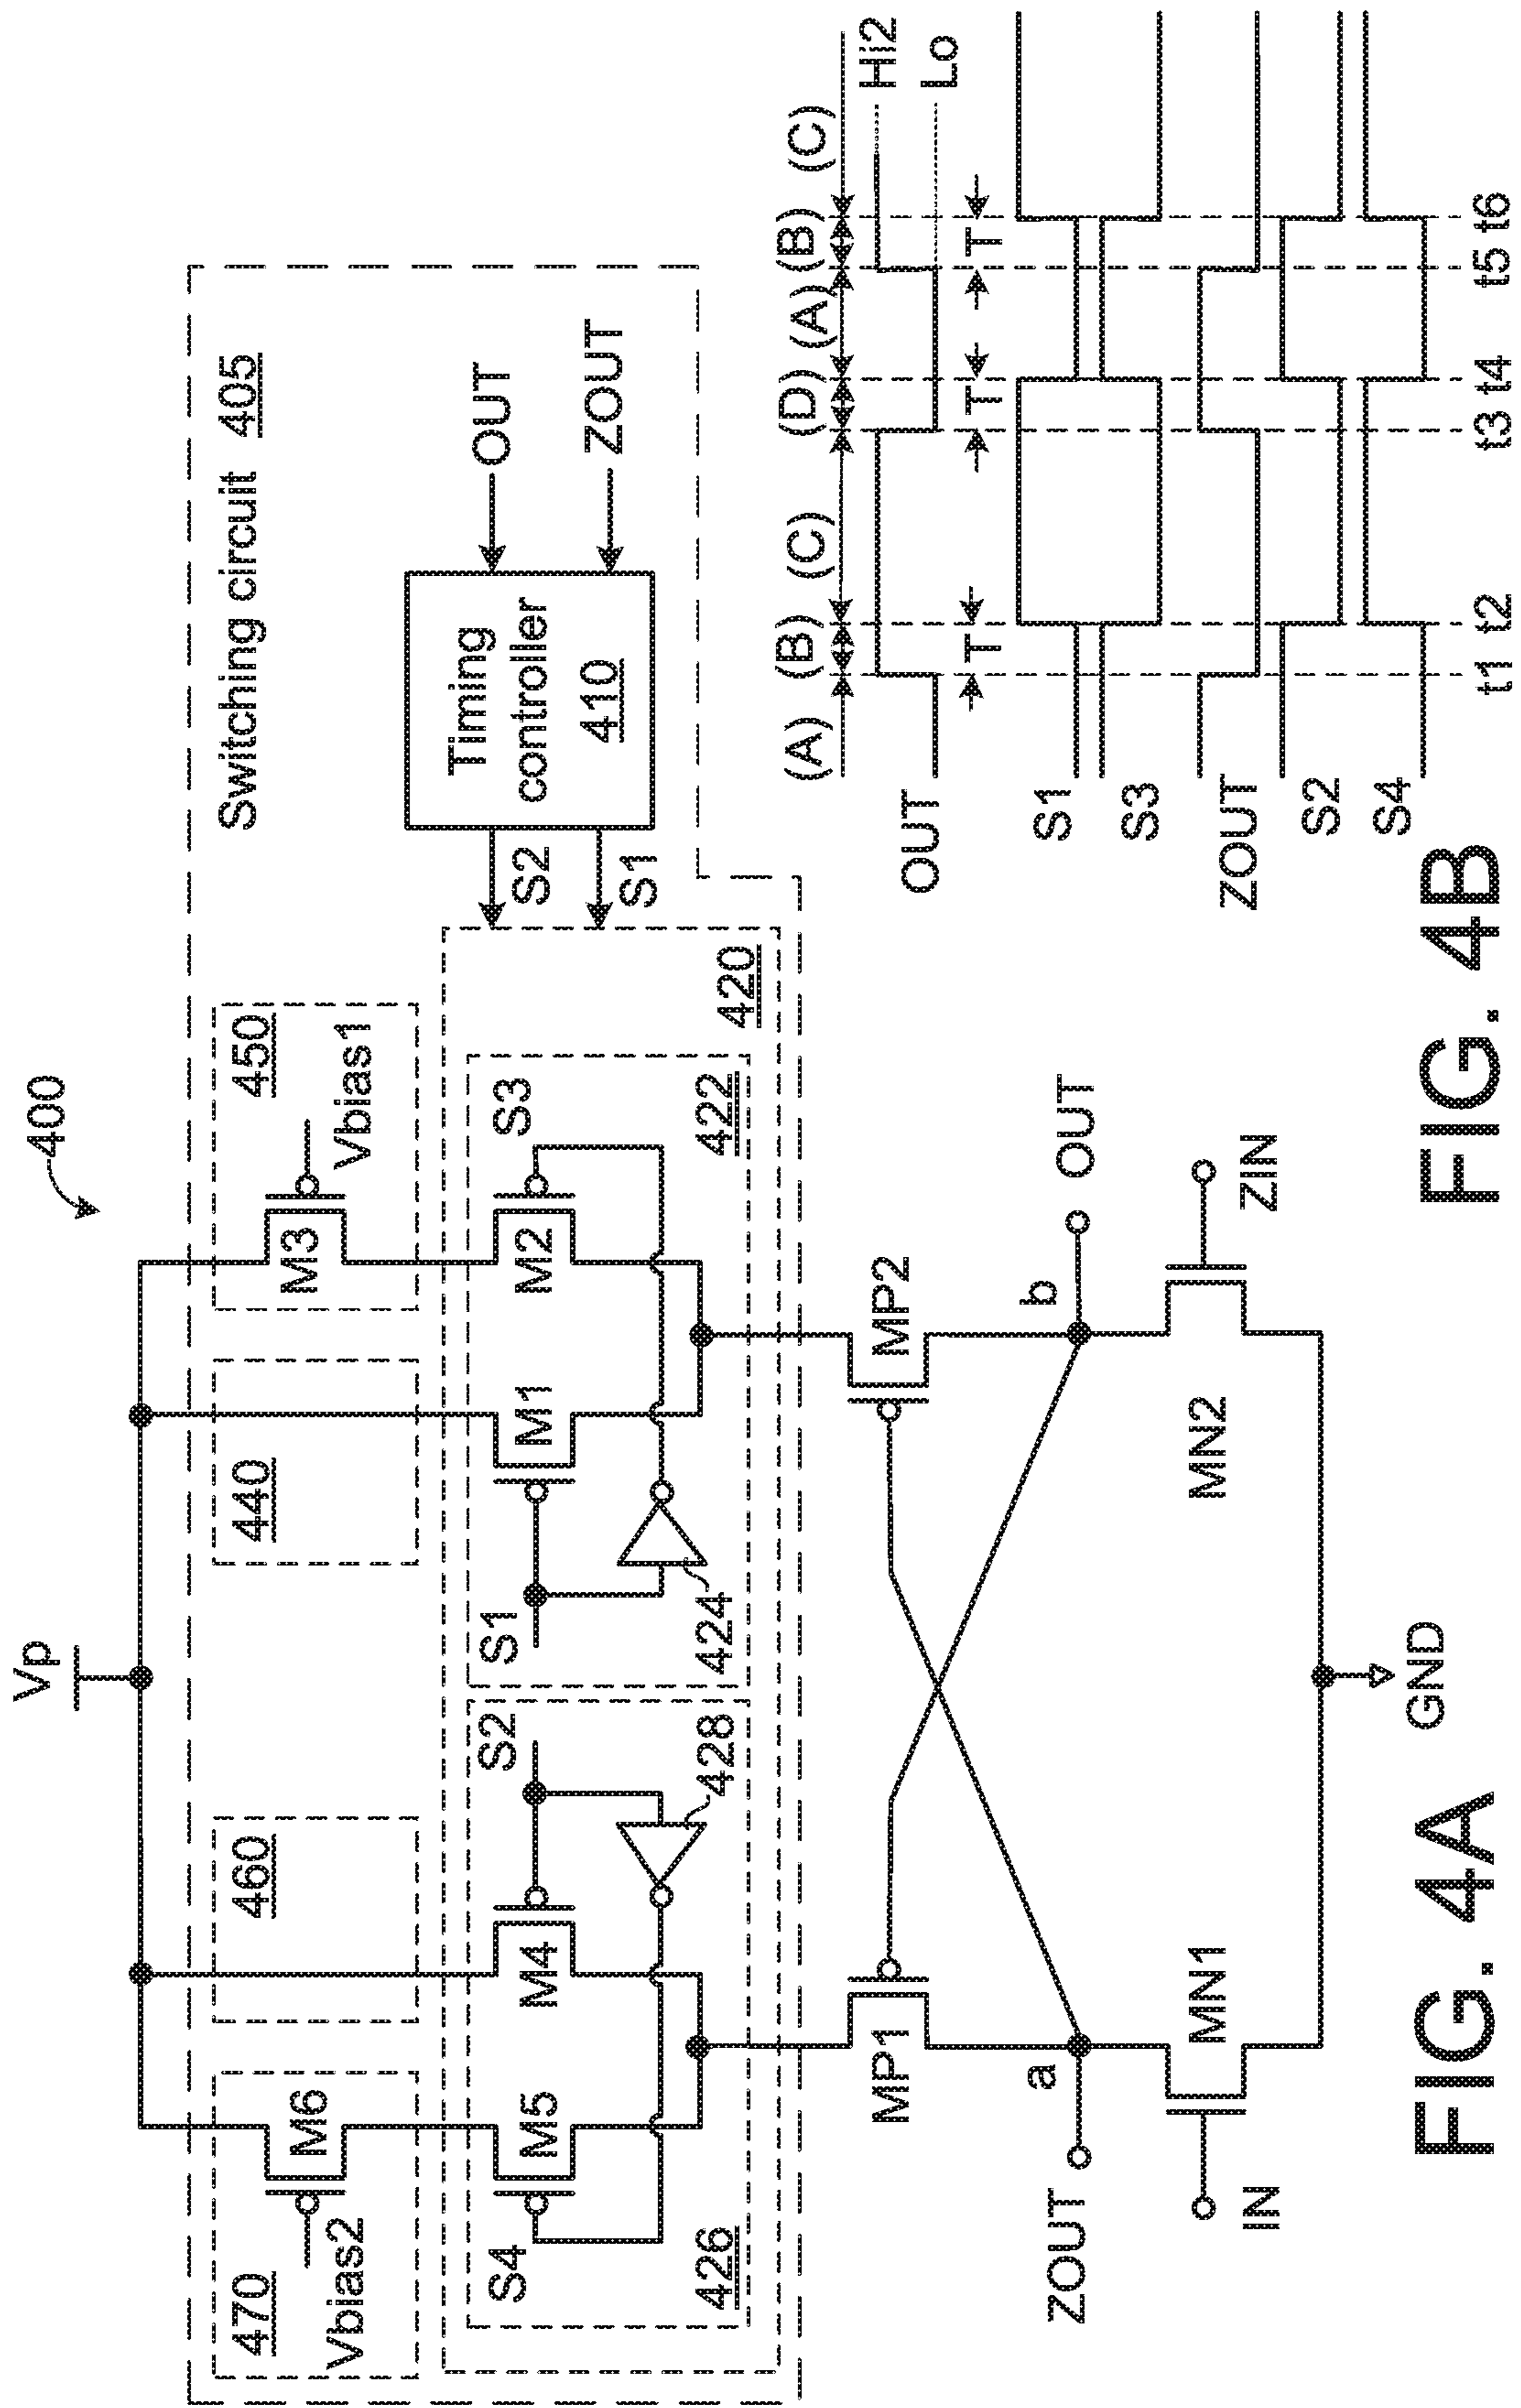 400
Vp
Switching circuit 405
470
Vbias2
M6
460
440
M3
450
Vbias1
S4
M5
M4
S2
428
426
S1
M1
424
M2
S3
422
420
S2
S1
Timing
controller
410
OUT
ZOUT
MP1
MP2
a
b
ZOUT
OUT
IN
MN1
MN2
ZIN
GND
FIG. 4A
(A) (B) (C) (D) (A) (B) (C)
OUT
Hi2
Lo
T T T
S1
S3
ZOUT
S2
S4
t1 t2 t3 t4 t5 t6
FIG. 4B